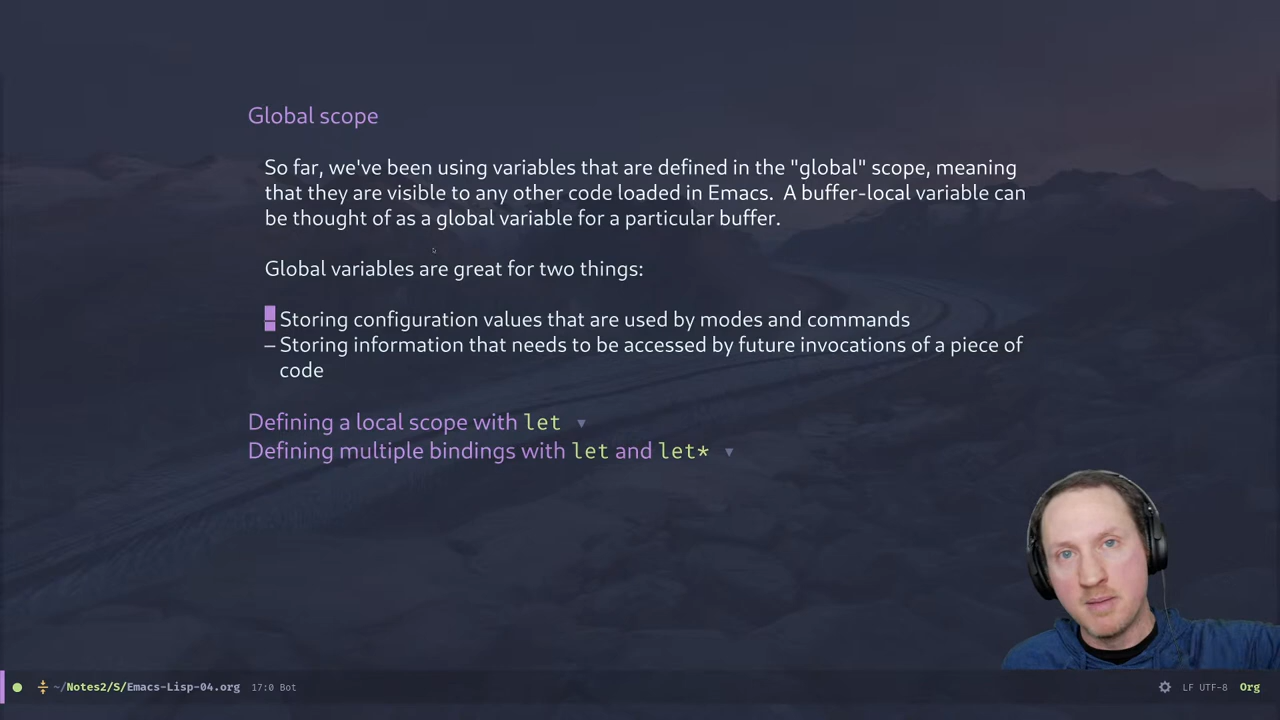 Global scope
So far, we've been using variables that are defined in the "global" scope, meaning
that they are visible to any other code loaded in Emacs.  A buffer-local variable can
be thought of as a global variable for a particular buffer.
Global variables are great for two things:
– Storing configuration values that are used by modes and commands
– Storing information that needs to be accessed by future invocations of a piece of
code
Defining a local scope with let ▾
Defining multiple bindings with let and let* ▾
~/Notes2/S/Emacs-Lisp-04.org 17:0 Bot LF UTF-8 Org